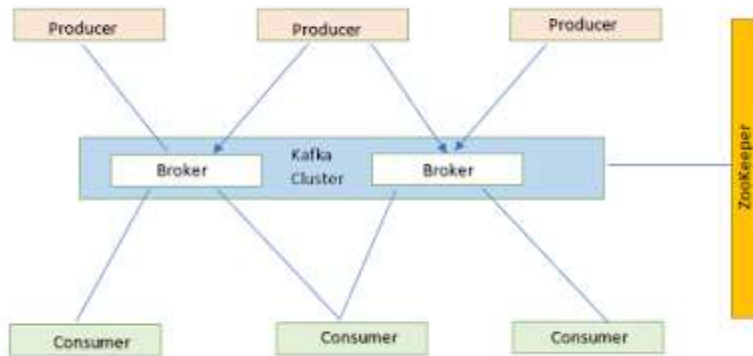 Producer
Producer
Producer
Kafka
Cluster
Broker
Broker
ZooKeeper
Consumer
Consumer
Consumer